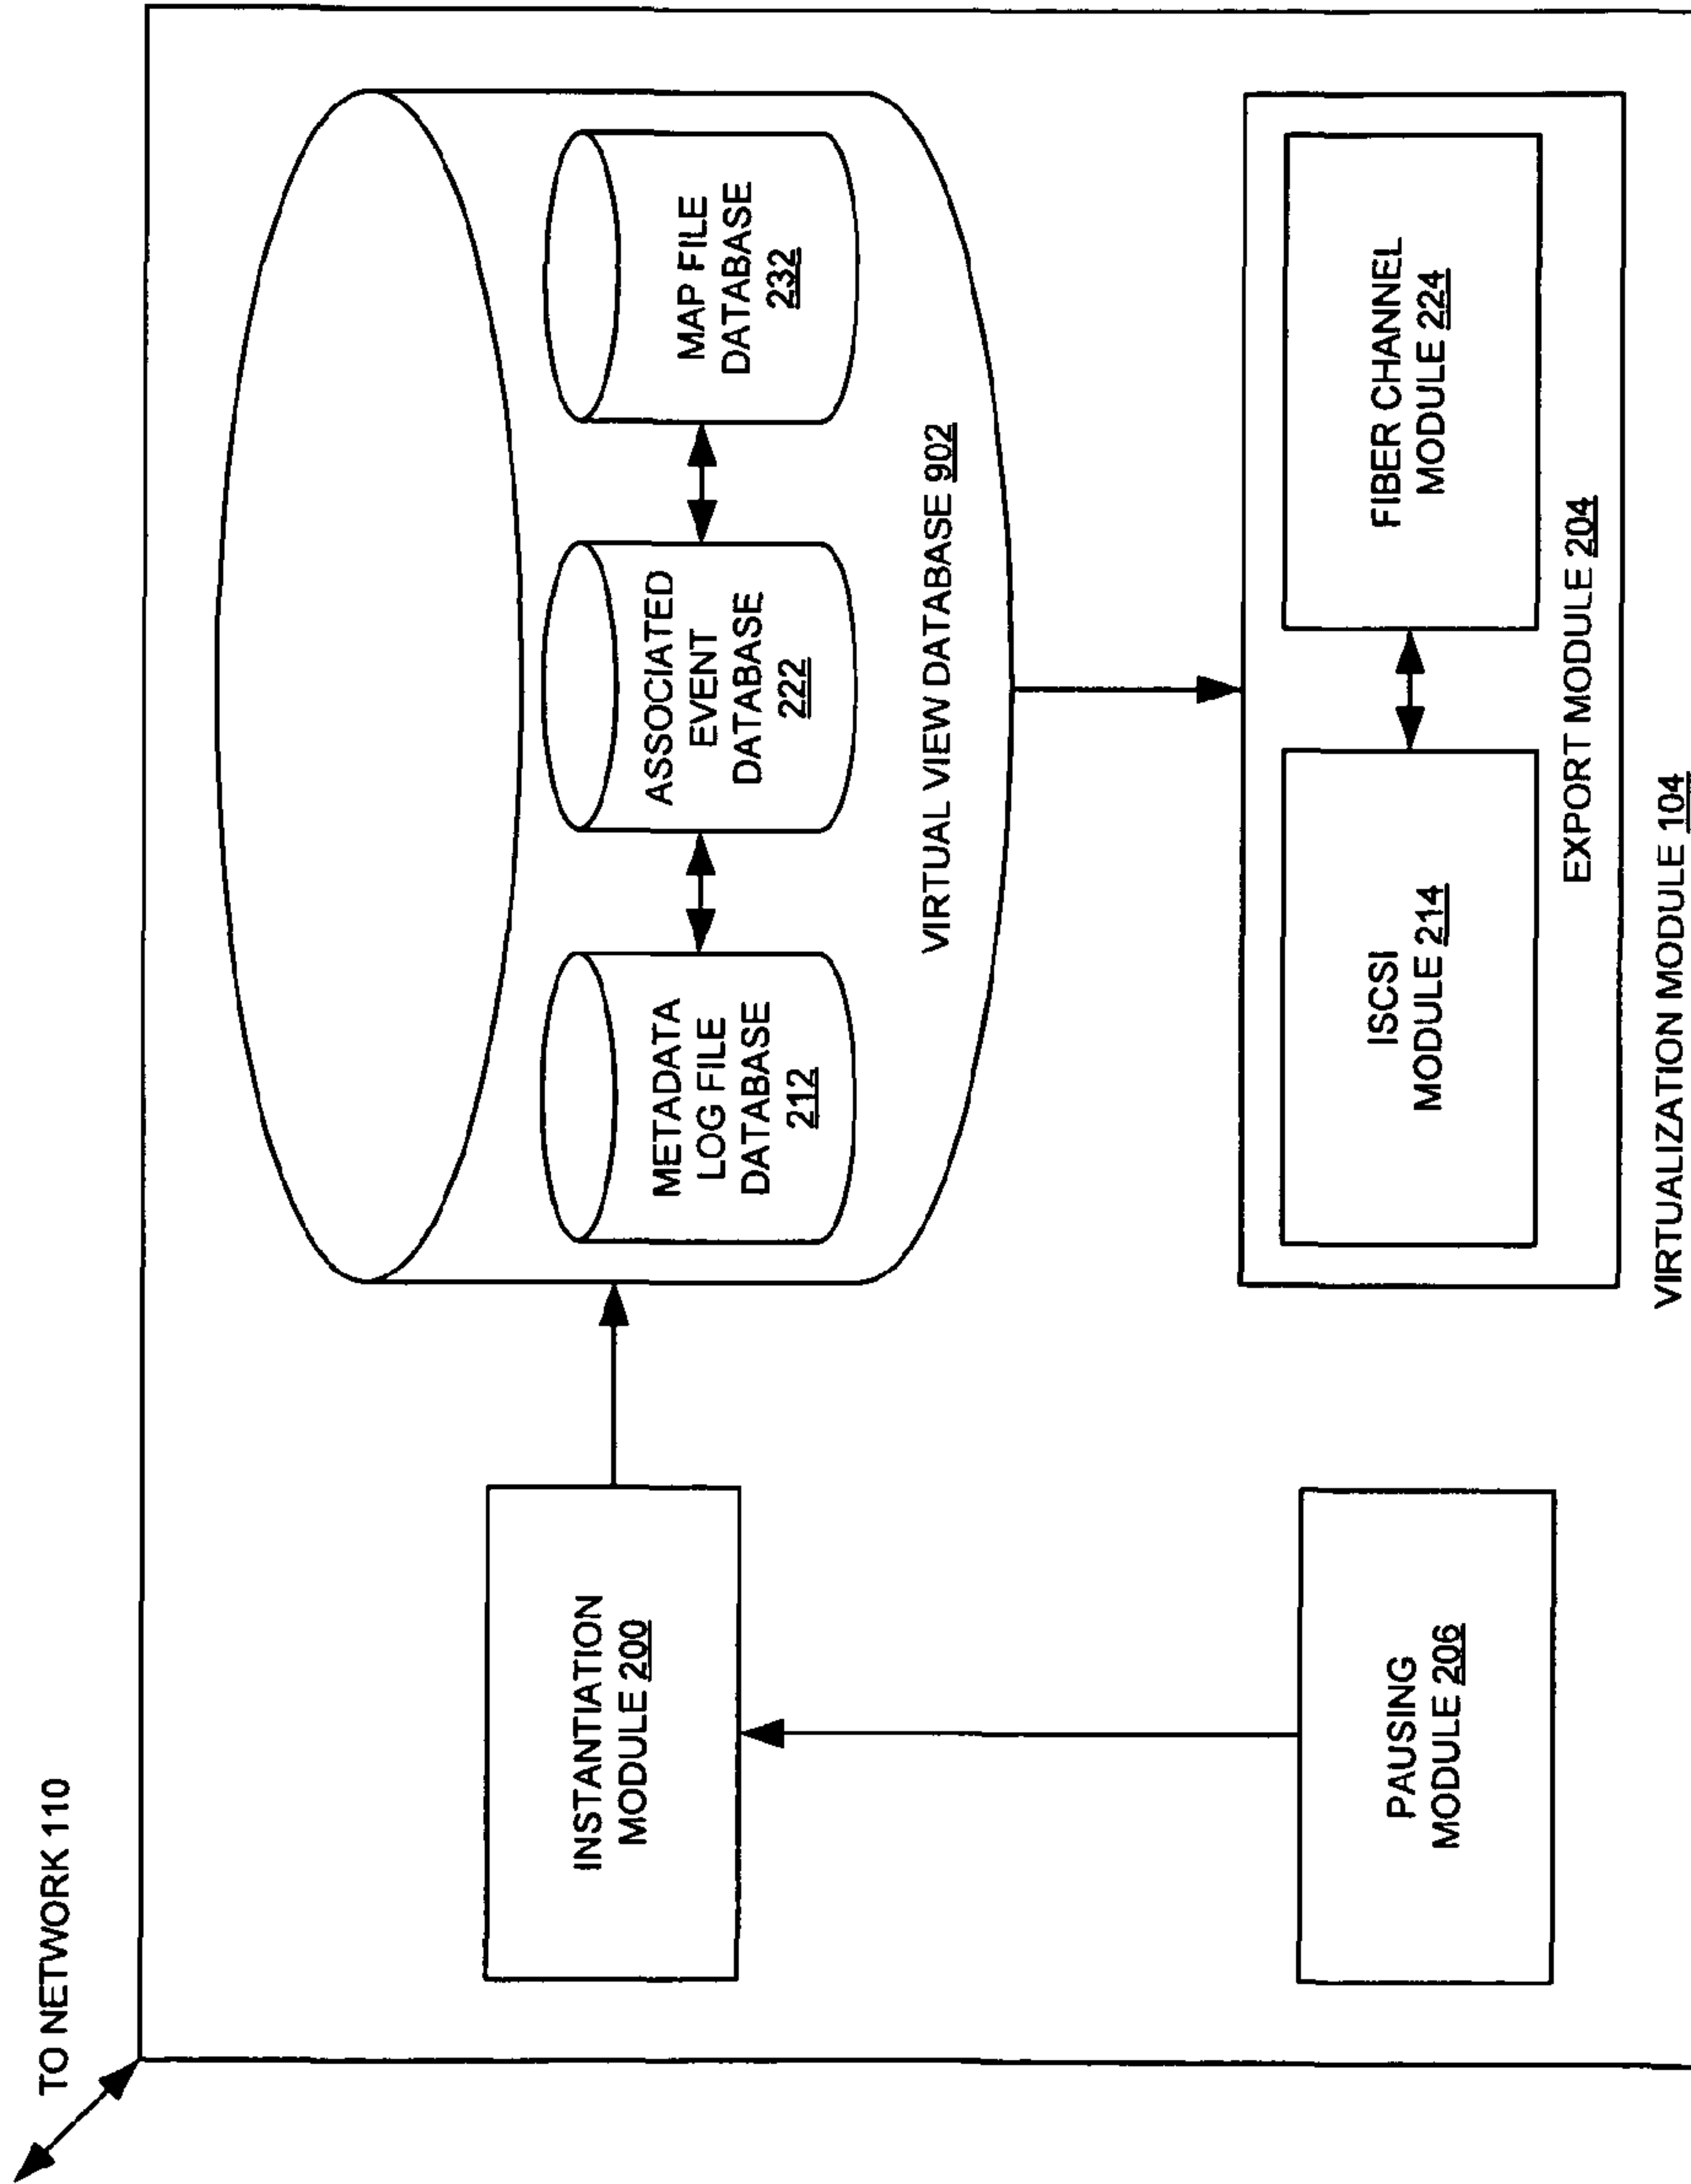 TO NETWORK 110
INSTANTIATION
MODULE 200
METADATA
LOG FILE
DATABASE
212
ASSOCIATED
EVENT
DATABASE
222
MAP FILE
DATABASE
232
VIRTUAL VIEW DATABASE 902
PAUSING
MODULE 206
ISCSI
MODULE 214
FIBER CHANNEL
MODULE 224
EXPORT MODULE 204
VIRTUALIZATION MODULE 104